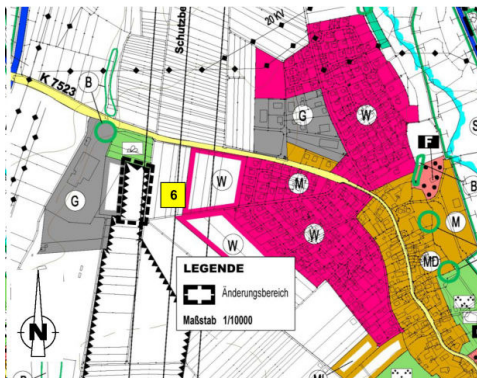 20 KV
Schutzbe
K 7523
B
G
W
F
S
B
G
6
W
M
W
W
M
MD
LEGENDE
Änderungsbereich
Maßstab 1/10000
N